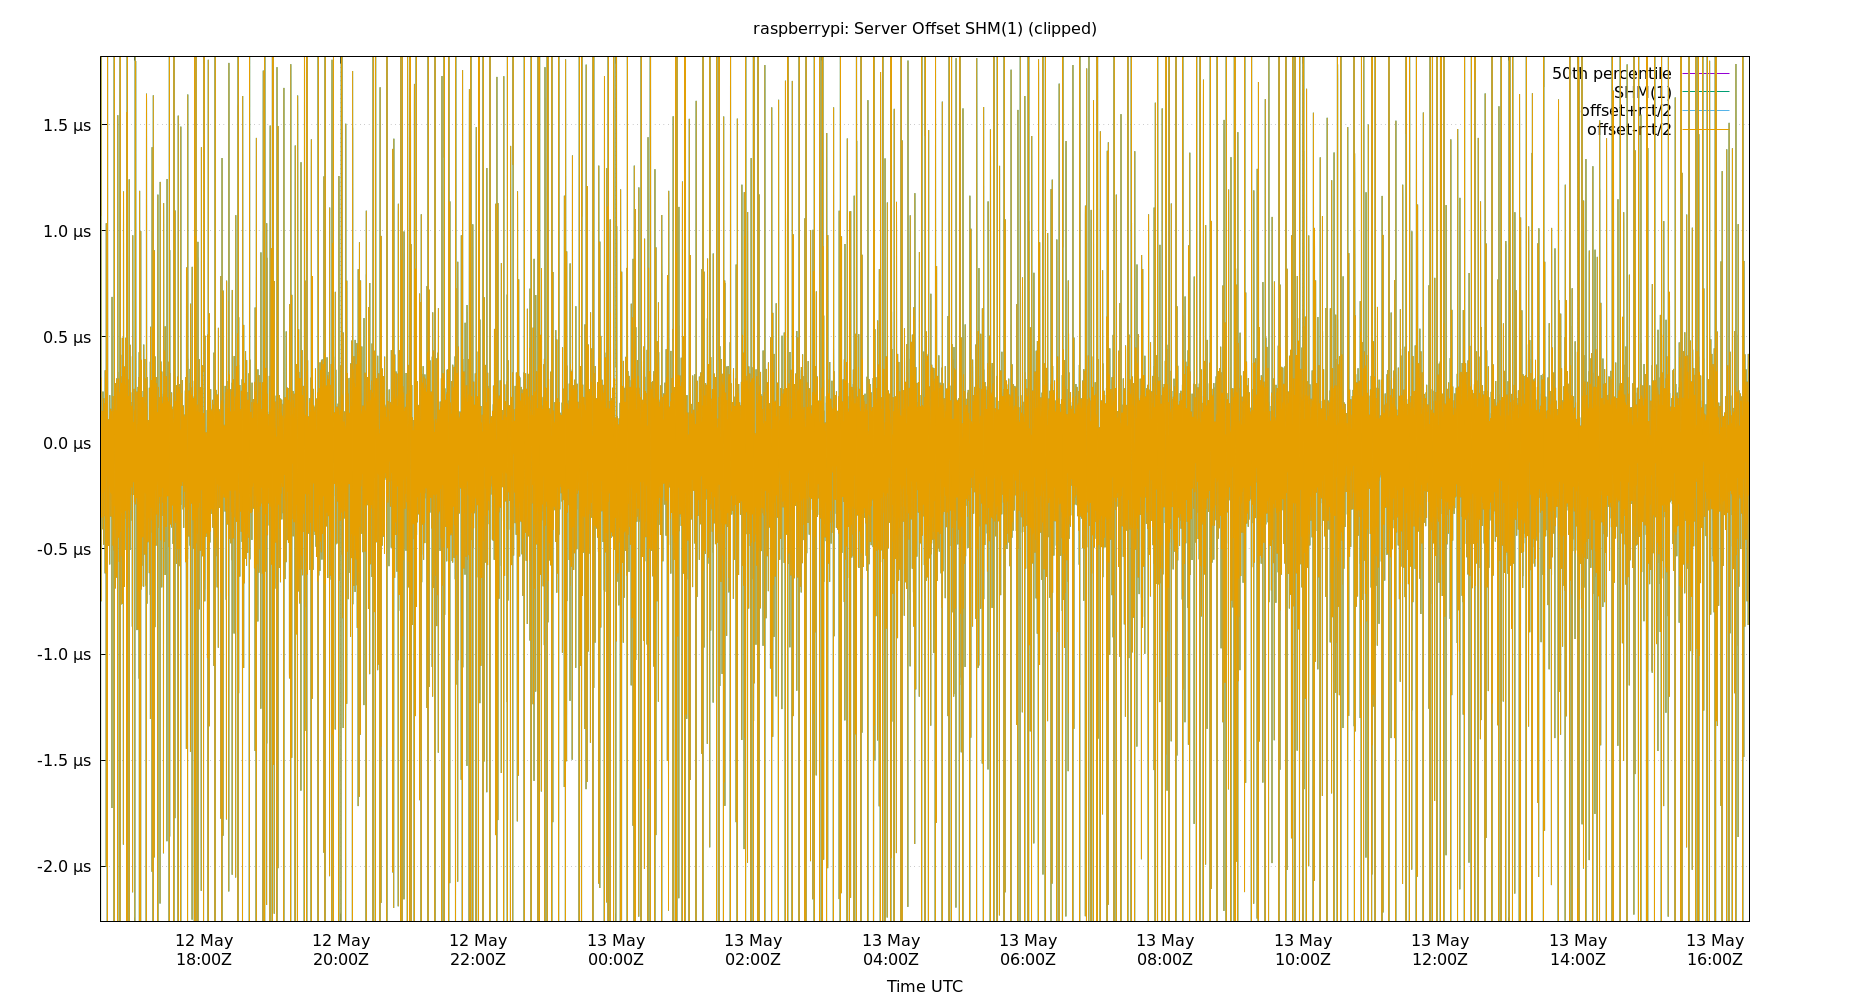 raspberrypi: Server Offset SHM(1) (clipped)
50th percentile
SHM(1)
offset+rtt/2
offset-rtt/2
1.5 µs
1.0 µs
0.5 µs
0.0 µs
-0.5 µs
-1.0 µs
-1.5 µs
-2.0 µs
12 May 12 May 12 May 13 May 13 May 13 May 13 May 13 May 13 May 13 May 13 May 13 May
18:00Z 20:00Z 22:00Z 00:00Z 02:00Z 04:00Z 06:00Z 08:00Z 10:00Z 12:00Z 14:00Z 16:00Z
Time UTC